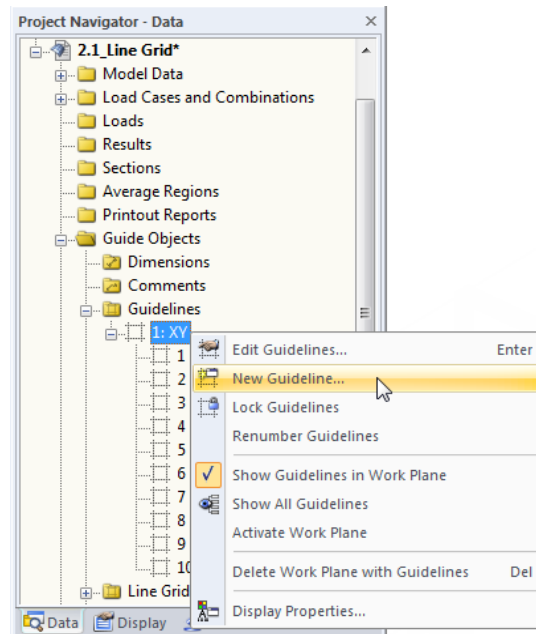 Project Navigator - Data
2.1_Line Grid*
Model Data
Load Cases and Combinations
Loads
Results
Sections
Average Regions
Printout Reports
Guide Objects
Dimensions
Comments
Guidelines
1: XY
1
2
3
4
5
6
7
8
9
10
Line Grid
Edit Guidelines... Enter
New Guideline...
Lock Guidelines
Renumber Guidelines
Show Guidelines in Work Plane
Show All Guidelines
Activate Work Plane
Delete Work Plane with Guidelines Del
Display Properties...
Data Display